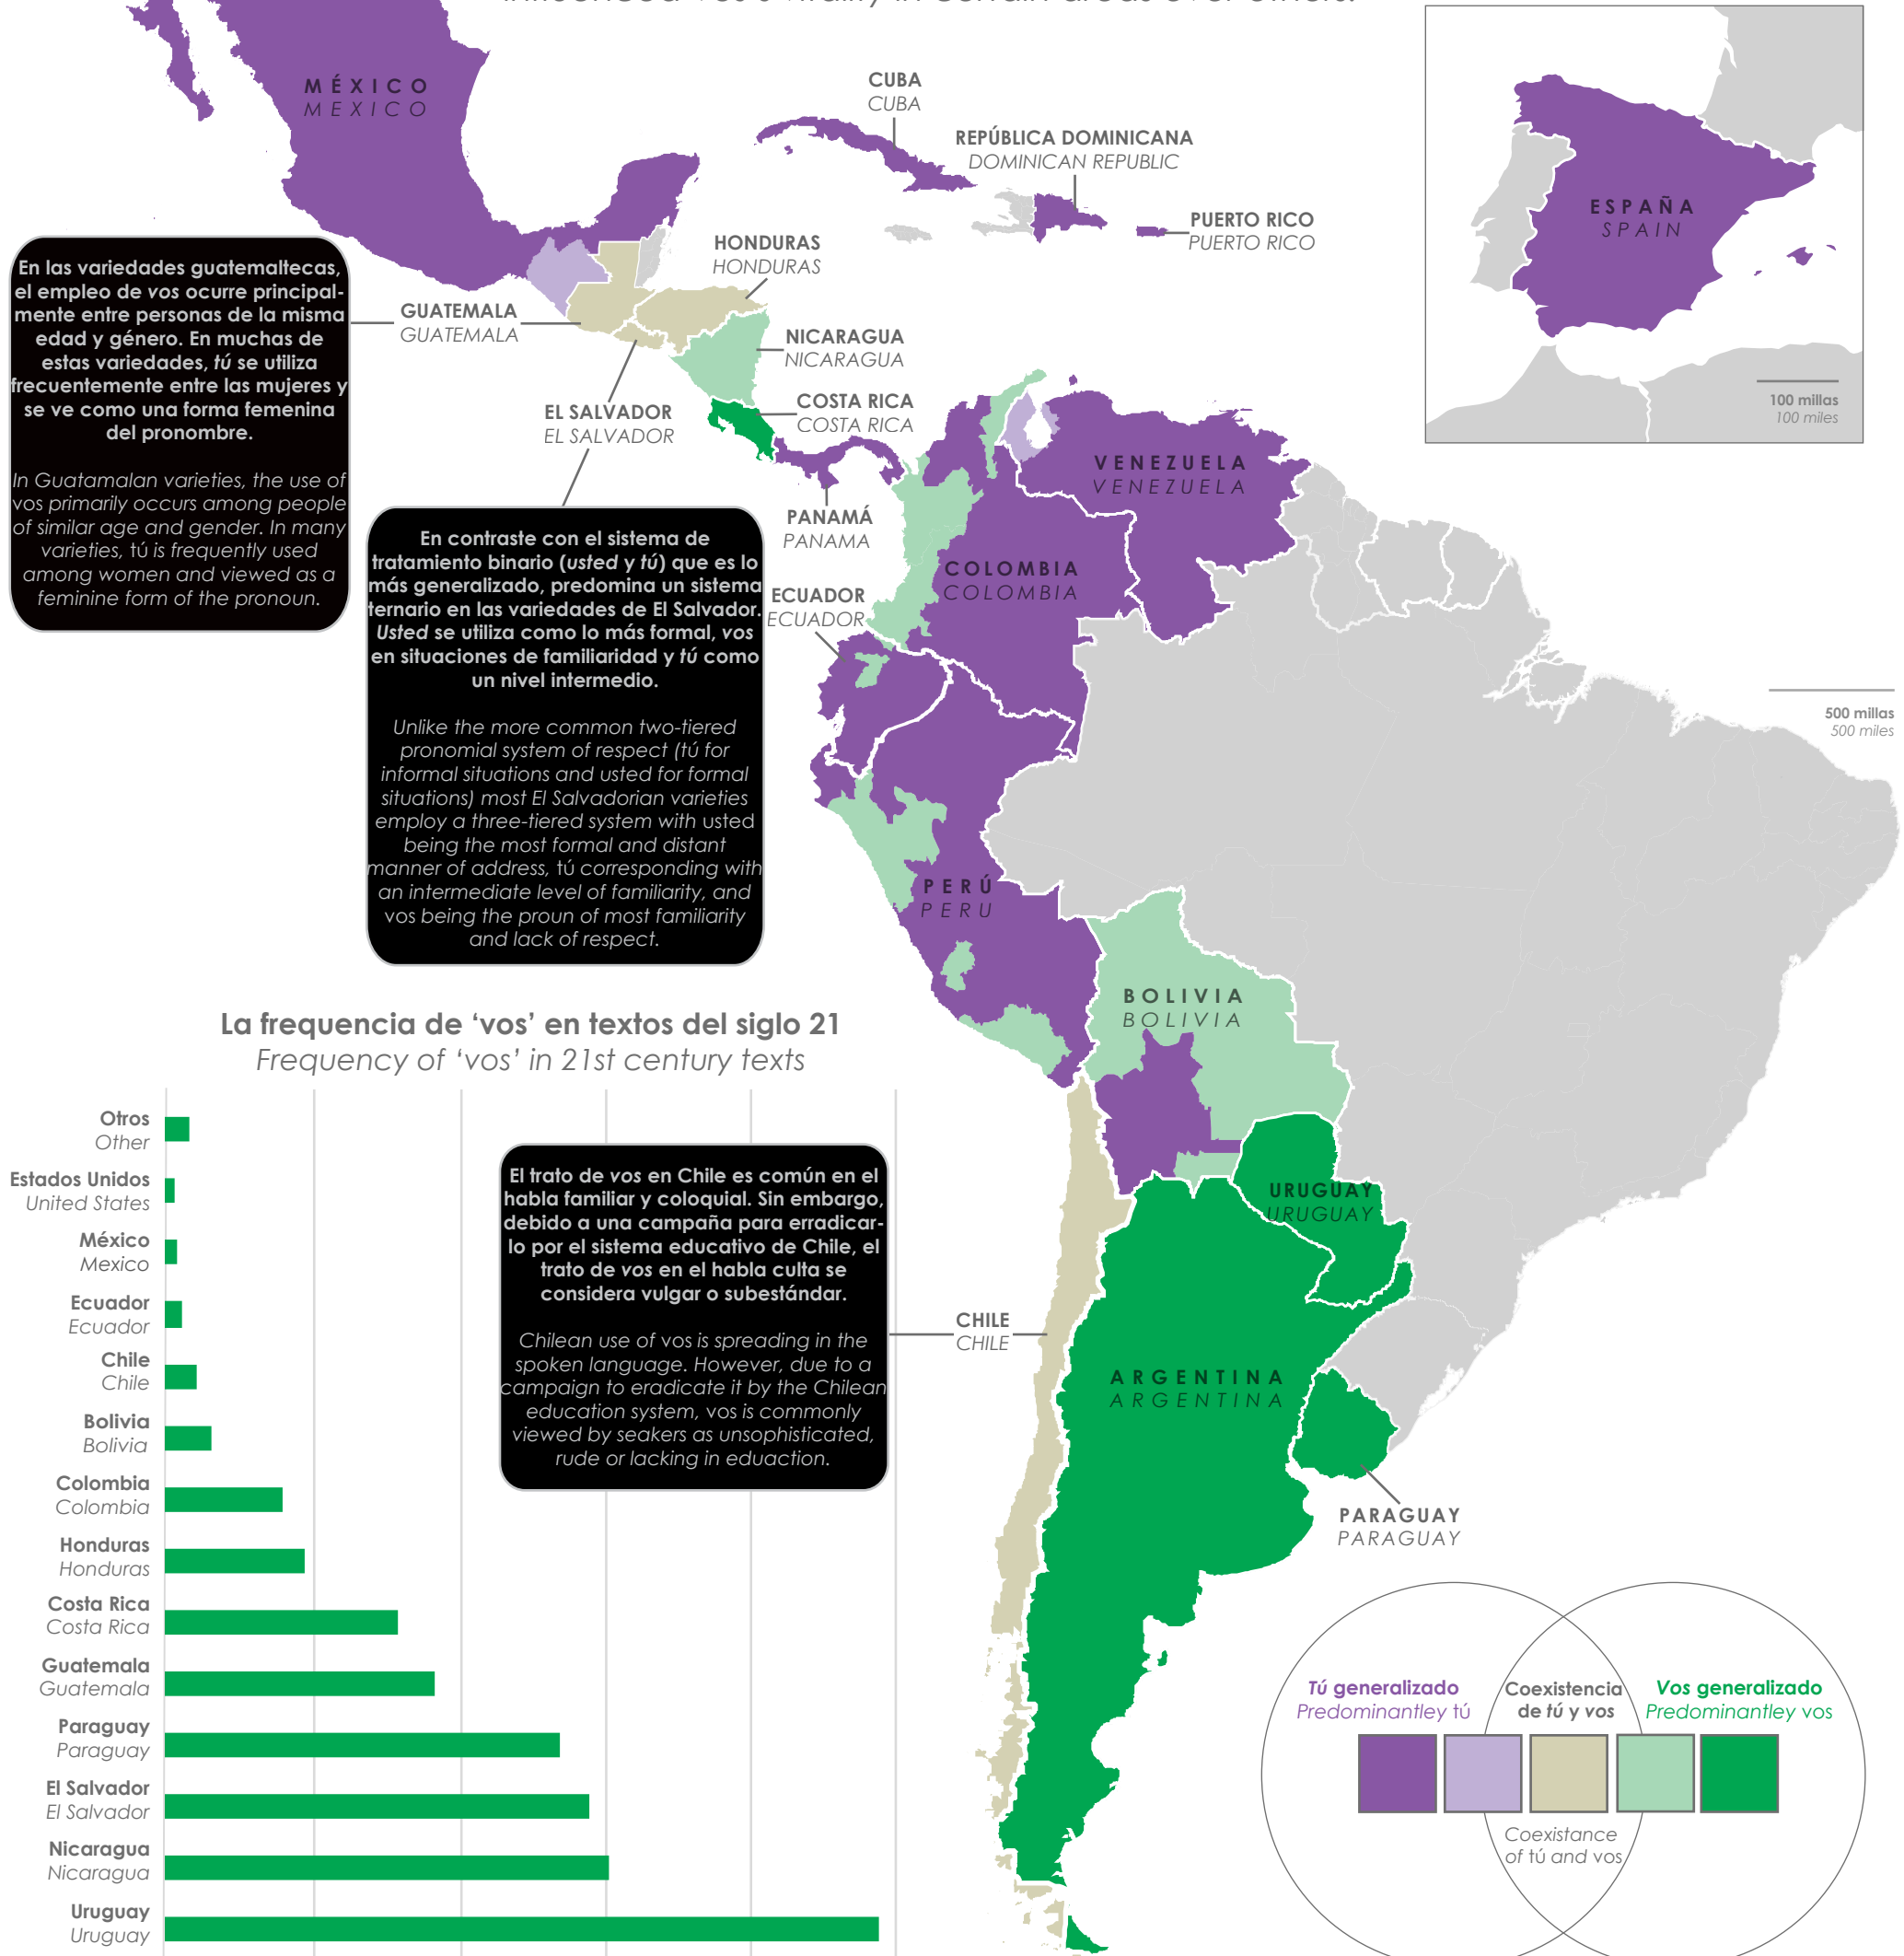 influenced vos's vitality in certain areas over others.
MÉXICO
MEXICO
CUBA
CUBA
REPÚBLICA DOMINICANA
DOMINICAN REPUBLIC
PUERTO RICO
PUERTO RICO
ESPAÑA
SPAIN
100 millas
100 miles
HONDURAS
HONDURAS
GUATEMALA
GUATEMALA
NICARAGUA
NICARAGUA
EL SALVADOR
EL SALVADOR
COSTA RICA
COSTA RICA
PANAMÁ
PANAMA
VENEZUELA
VENEZUELA
COLOMBIA
COLOMBIA
ECUADOR
ECUADOR
500 millas
500 miles
PERÚ
PERU
BOLIVIA
BOLIVIA
URUGUAY
URUGUAY
CHILE
CHILE
ARGENTINA
ARGENTINA
PARAGUAY
PARAGUAY
En las variedades guatemaltecas,
el empleo de vos ocurre principal-
mente entre personas de la misma
edad y género. En muchas de
estas variedades, tú se utiliza
frecuentemente entre las mujeres y
se ve como una forma femenina
del pronombre.
In Guatamalan varieties, the use of
vos primarily occurs among people
of similar age and gender. In many
varieties, tú is frequently used
among women and viewed as a
feminine form of the pronoun.
En contraste con el sistema de
tratamiento binario (usted y tú) que es lo
más generalizado, predomina un sistema
ternario en las variedades de El Salvador.
Usted se utiliza como lo más formal, vos
en situaciones de familiaridad y tú como
un nivel intermedio.
Unlike the more common two-tiered
pronomial system of respect (tú for
informal situations and usted for formal
situations) most El Salvadorian varieties
employ a three-tiered system with usted
being the most formal and distant
manner of address, tú corresponding with
an intermediate level of familiarity, and
vos being the proun of most familiarity
and lack of respect.
La frequencia de 'vos' en textos del siglo 21
Frequency of 'vos' in 21st century texts
Otros
Other
Estados Unidos
United States
México
Mexico
Ecuador
Ecuador
Chile
Chile
Bolivia
Bolivia
Colombia
Colombia
Honduras
Honduras
Costa Rica
Costa Rica
Guatemala
Guatemala
Paraguay
Paraguay
El Salvador
El Salvador
Nicaragua
Nicaragua
Uruguay
Uruguay
El trato de vos en Chile es común en el
habla familiar y coloquial. Sin embargo,
debido a una campaña para erradicar-
lo por el sistema educativo de Chile, el
trato de vos en el habla culta se
considera vulgar o subestándar.
Chilean use of vos is spreading in the
spoken language. However, due to a
campaign to eradicate it by the Chilean
education system, vos is commonly
viewed by seakers as unsophisticated,
rude or lacking in eduaction.
Tú generalizado
Predominantley tú
Coexistencia
de tú y vos
Vos generalizado
Predominantley vos
Coexistance
of tú and vos